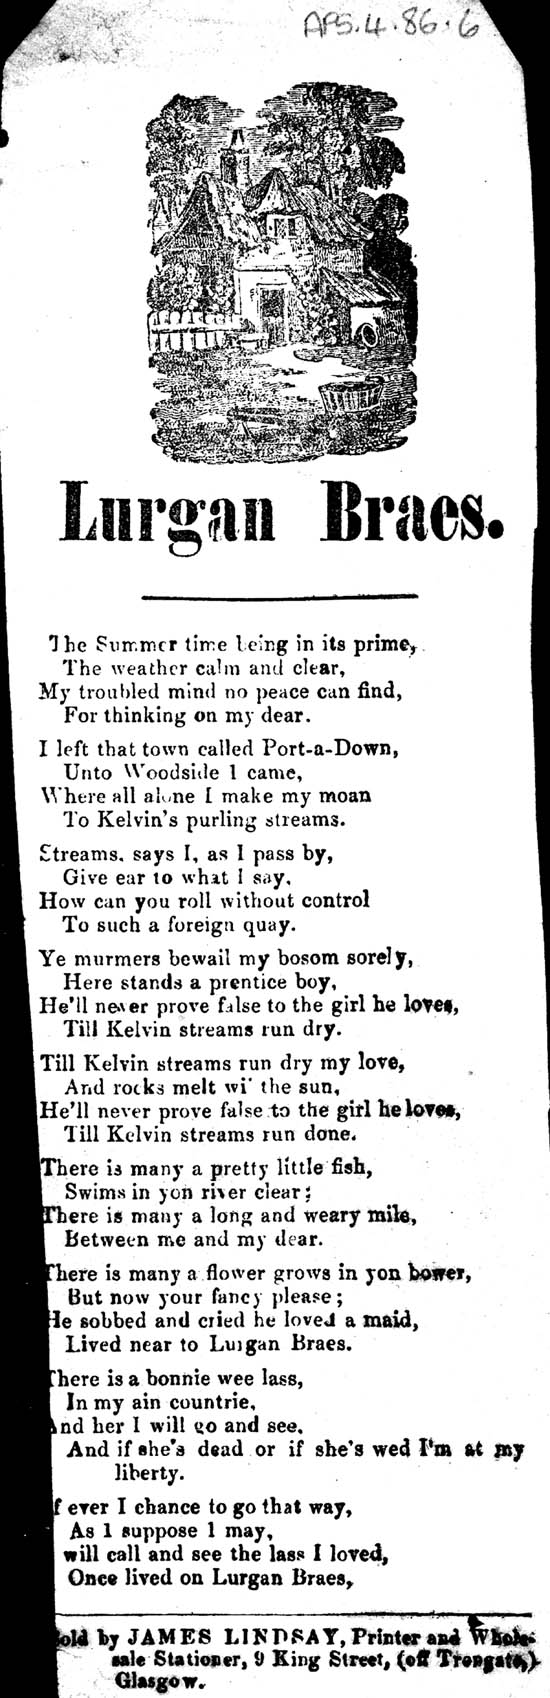 APS.4.86.6
Lurgan Braes.
The Summer time being in its prime,
The weather calm and clear,
My troubled mind no peace can find,
For thinking on my dear.
I left that town called Port-a-Down,
Unto Woodside I came,
Where all alone I make my moan
To Kelvin's purling streams.
Streams, says I, as I pass by,
Give ear to what I say,
How can you roll without control
To such a foreign quay.
Ye murmers bewail my bosom sorely,
Here stands a prentice boy,
He'll never prove false to the girl he loves,
Till Kelvin streams run dry.
Till Kelvin streams run dry my love,
And rocks melt wi' the sun,
He'll never prove false to the girl he loves,
Till Kelvin streams run done.
There is many a pretty little fish,
Swims in yon river clear;
There is many a long and weary mile,
Between me and my dear.
There is many a flower grows in yon bower,
But now your fancy please;
He sobbed and cried he loved a maid,
Lived near to Lurgan Braes.
There is a bonnie wee lass,
In my ain countrie,
And her I will go and see,
And if she's dead or if she's wed I'm at my
liberty.
If ever I chance to go that way,
As I suppose I may,
will call and see the lass I loved,
Once lived on Lurgan Braes,
Sold by JAMES LINDSAY, Printer and Whole-
sale Stationer, 9 King Street, (off Trongate,)
Glasgow.